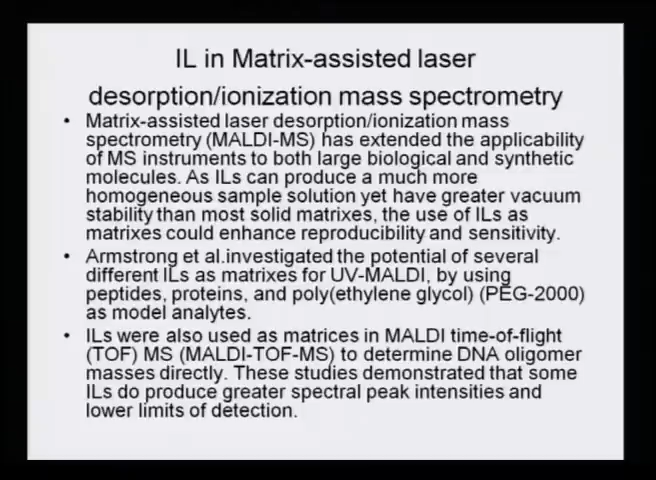 IL in Matrix-assisted laser
desorption/ionization mass spectrometry
• Matrix-assisted laser desorption/ionization mass
spectrometry (MALDI-MS) has extended the applicability
of MS instruments to both large biological and synthetic
molecules. As ILs can produce a much more
homogeneous sample solution yet have greater vacuum
stability than most solid matrixes, the use of ILs as
matrixes could enhance reproducibility and sensitivity.
• Armstrong et al.investigated the potential of several
different ILs as matrixes for UV-MALDI, by using
peptides, proteins, and poly(ethylene glycol) (PEG-2000)
as model analytes.
• ILs were also used as matrices in MALDI time-of-flight
(TOF) MS (MALDI-TOF-MS) to determine DNA oligomer
masses directly. These studies demonstrated that some
ILs do produce greater spectral peak intensities and
lower limits of detection.